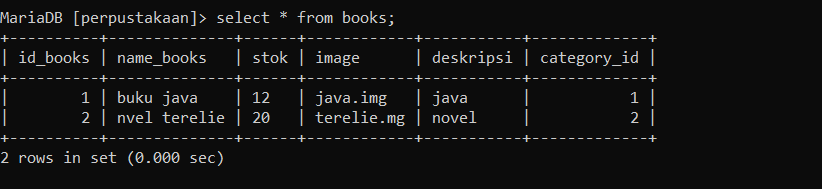 MariaDB [perpustakaan]> select * from books;
+----------+--------------+------+------------+-----------+-------------+
| id_books | name_books   | stok | image      | deskripsi | category_id |
+----------+--------------+------+------------+-----------+-------------+
|        1 | buku java    | 12   | java.img   | java      |           1 |
|        2 | nvel terelie | 20   | terelie.mg | novel     |           2 |
+----------+--------------+------+------------+-----------+-------------+
2 rows in set (0.000 sec)